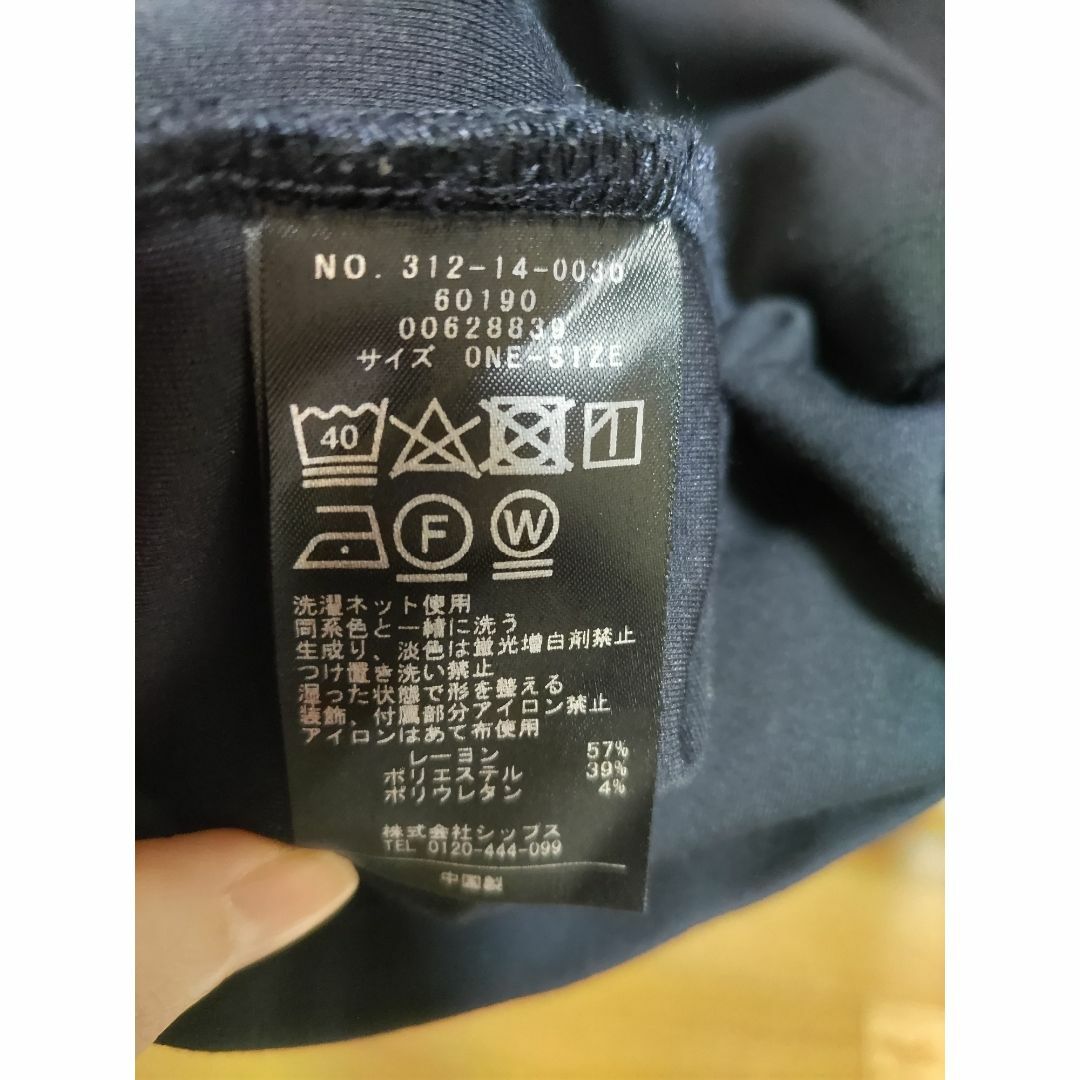 NO. 312-14-0030
60190
00628839
サイズ ONE-SIZE
40
F W
洗濯ネット使用
同系色と一緒に洗う
生成り、淡色は蛍光増白剤禁止
つけ置き洗い禁止
湿った状態で形を整える
装飾、付属部分アイロン禁止
アイロンはあて布使用
レーヨン 57%
ポリエステル 39%
ポリウレタン 4%
株式会社シップス
TEL 0120-444-099
中国製